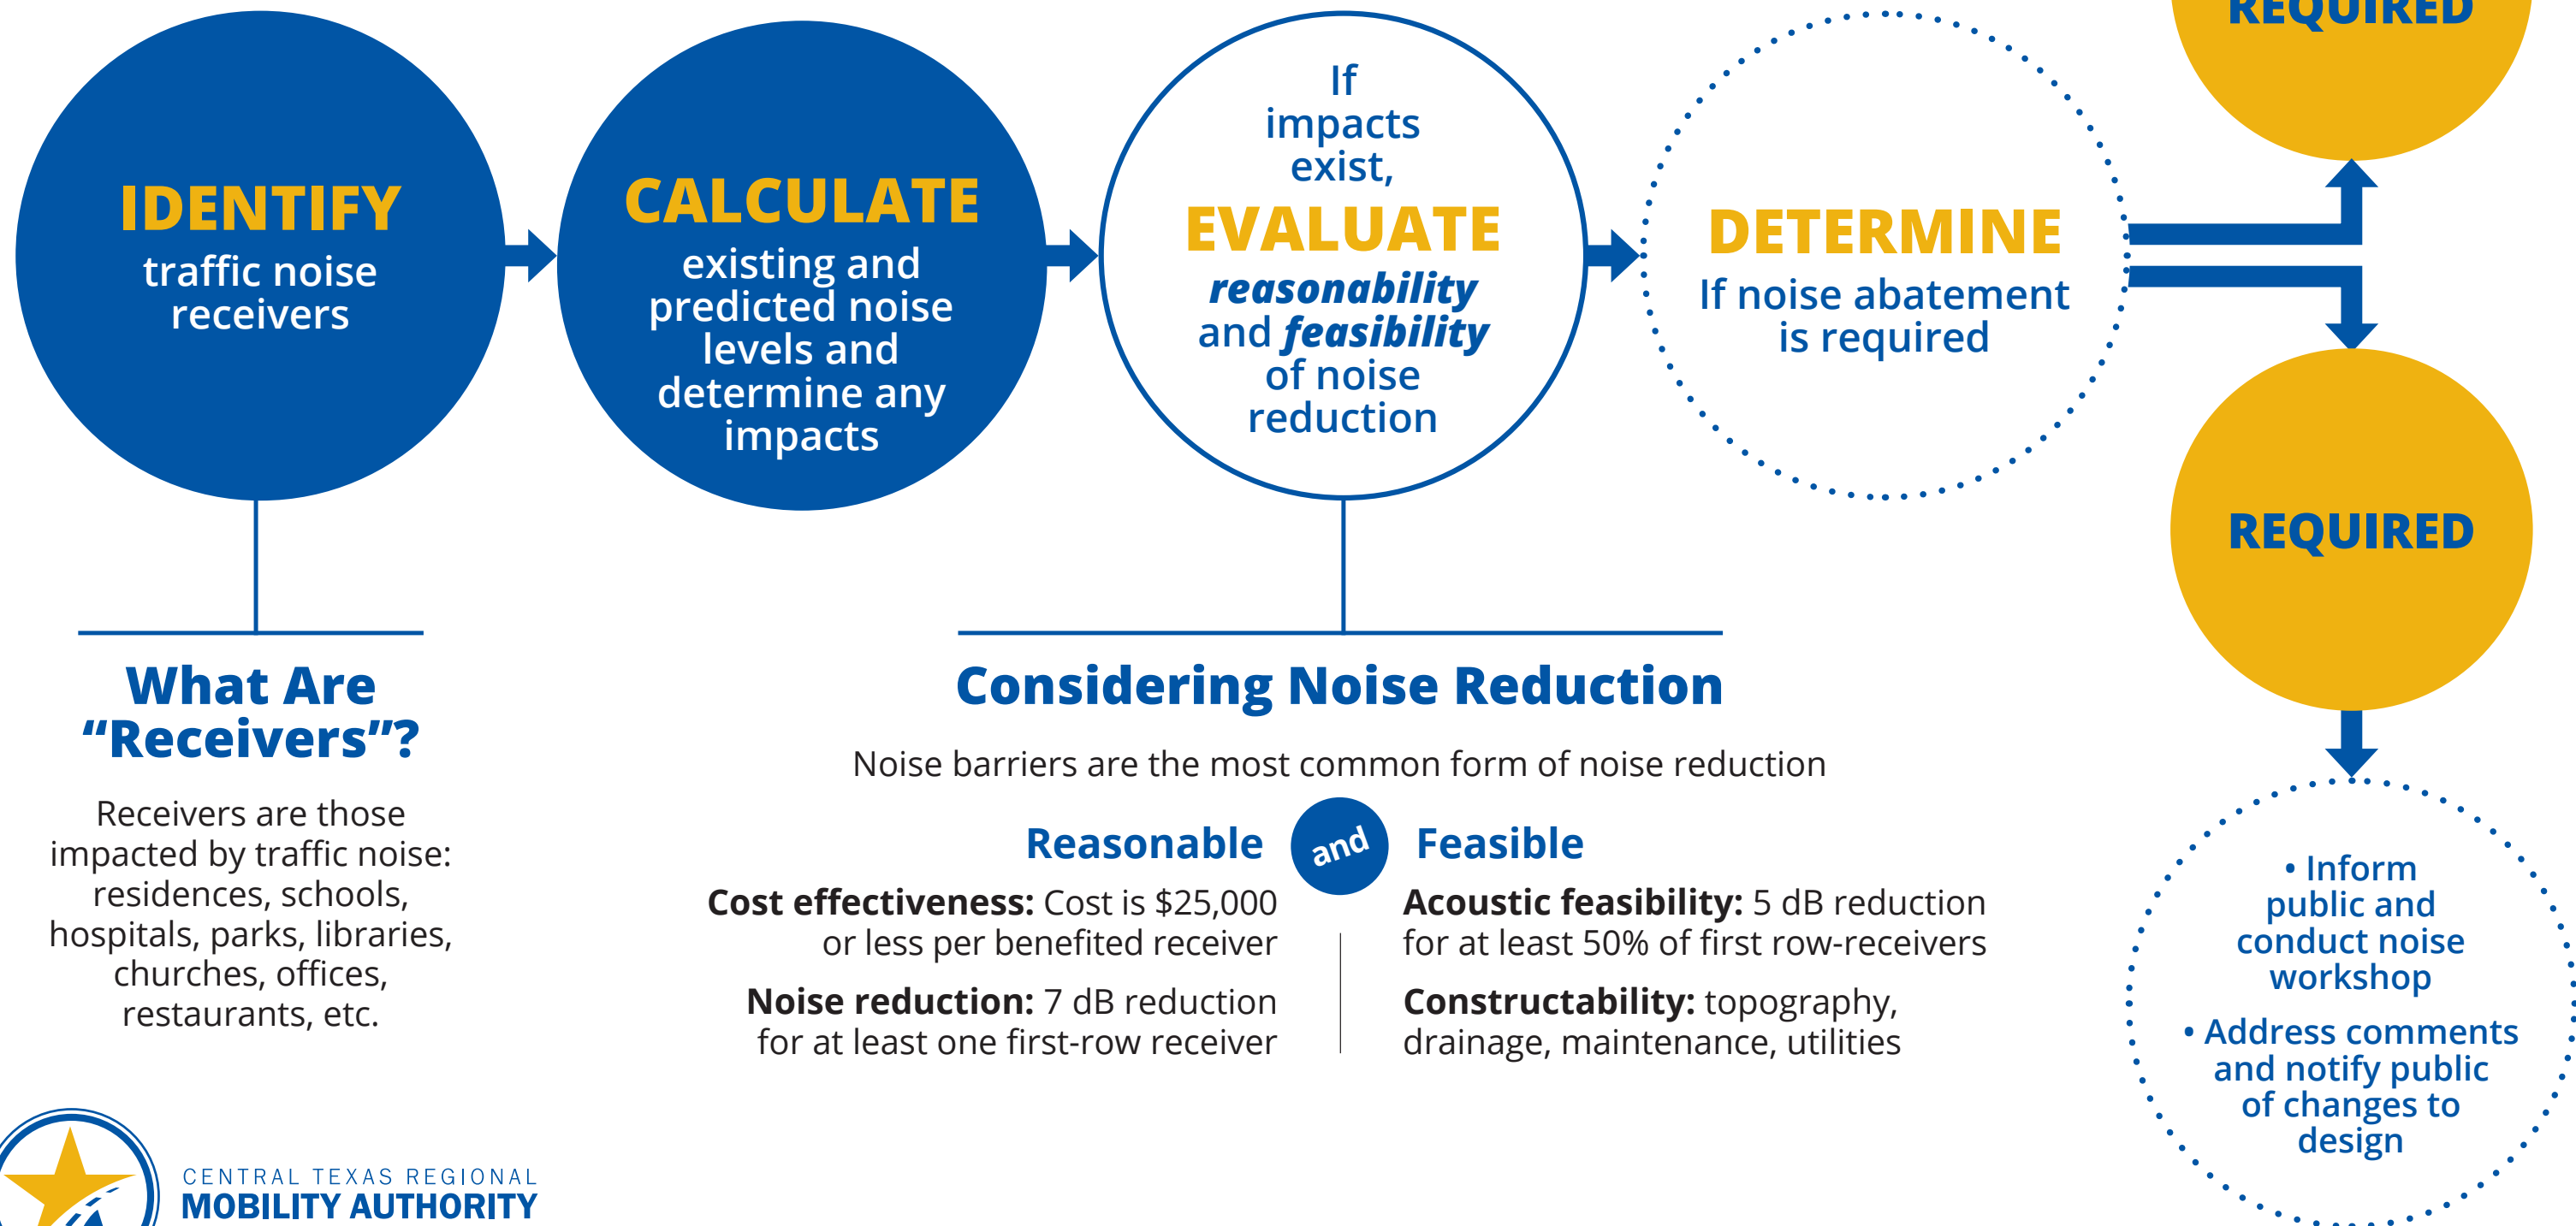 IDENTIFY
traffic noise
receivers
CALCULATE
existing and
predicted noise
levels and
determine any
impacts
If
impacts
exist,
EVALUATE
reasonability
and feasibility
of noise
reduction
DETERMINE
If noise abatement
is required
REQUIRED
REQUIRED
• Inform
public and
conduct noise
workshop
• Address comments
and notify public
of changes to
design
What Are
“Receivers”?
Receivers are those
impacted by traffic noise:
residences, schools,
hospitals, parks, libraries,
churches, offices,
restaurants, etc.
Considering Noise Reduction
Noise barriers are the most common form of noise reduction
Reasonable and Feasible
Cost effectiveness: Cost is $25,000
or less per benefited receiver
Noise reduction: 7 dB reduction
for at least one first-row receiver
Acoustic feasibility: 5 dB reduction
for at least 50% of first row-receivers
Constructability: topography,
drainage, maintenance, utilities
CENTRAL TEXAS REGIONAL
MOBILITY AUTHORITY